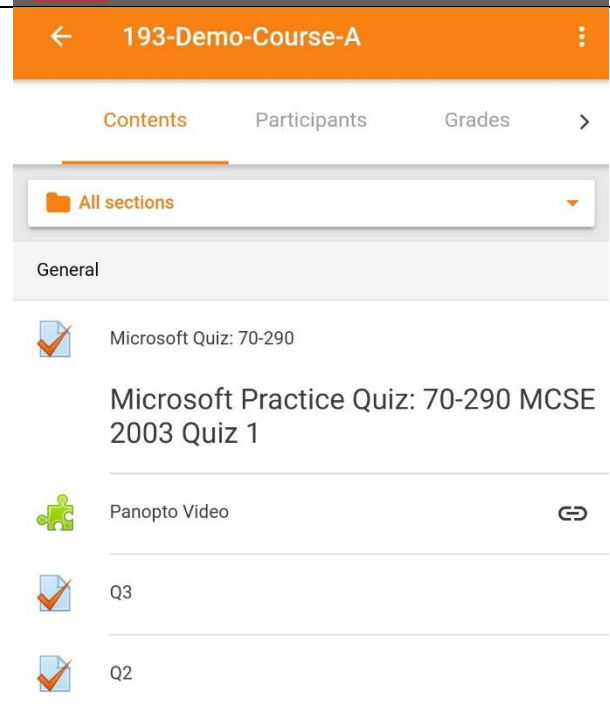 193-Demo-Course-A
Contents Participants Grades
All sections
General
Microsoft Quiz: 70-290
Microsoft Practice Quiz: 70-290 MCSE
2003 Quiz 1
Panopto Video
Q3
Q2